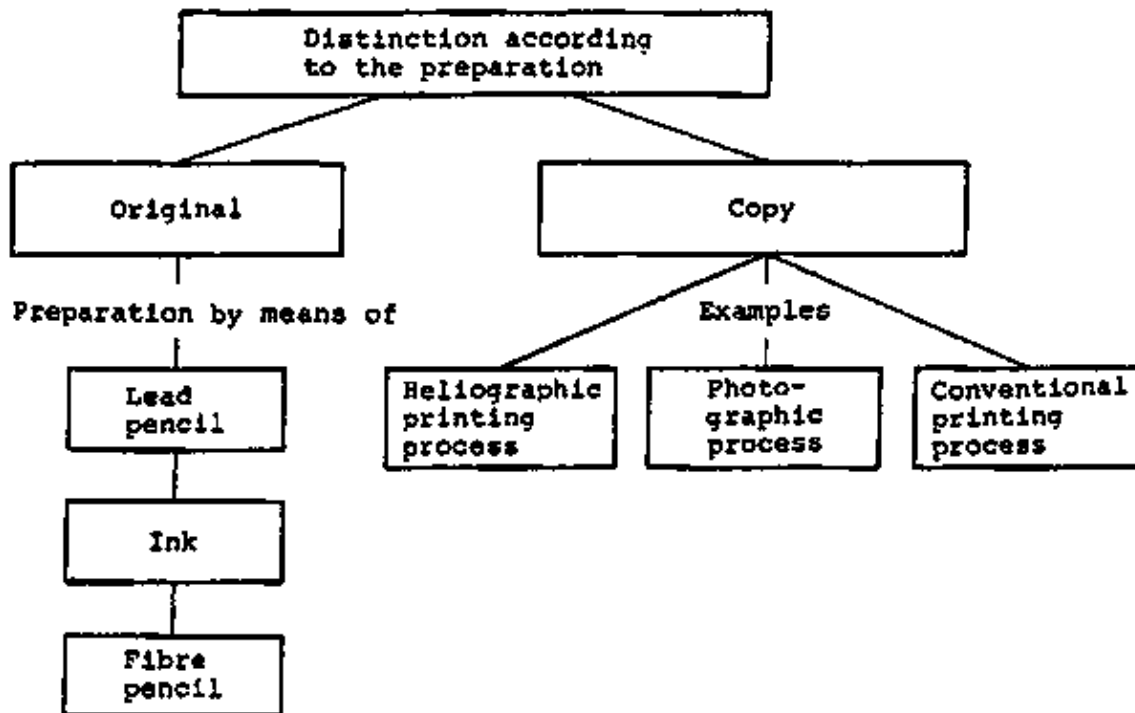 Distinction according
to the preparation
Original
Copy
Preparation by means of
Examples
Lead
pencil
Heliographic
printing
process
Photo-
graphic
process
Conventional
printing
process
Ink
Fibre
pencil